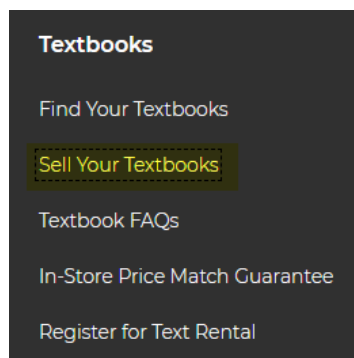 Textbooks
Find Your Textbooks
Sell Your Textbooks
Textbook FAQs
In-Store Price Match Guarantee
Register for Text Rental